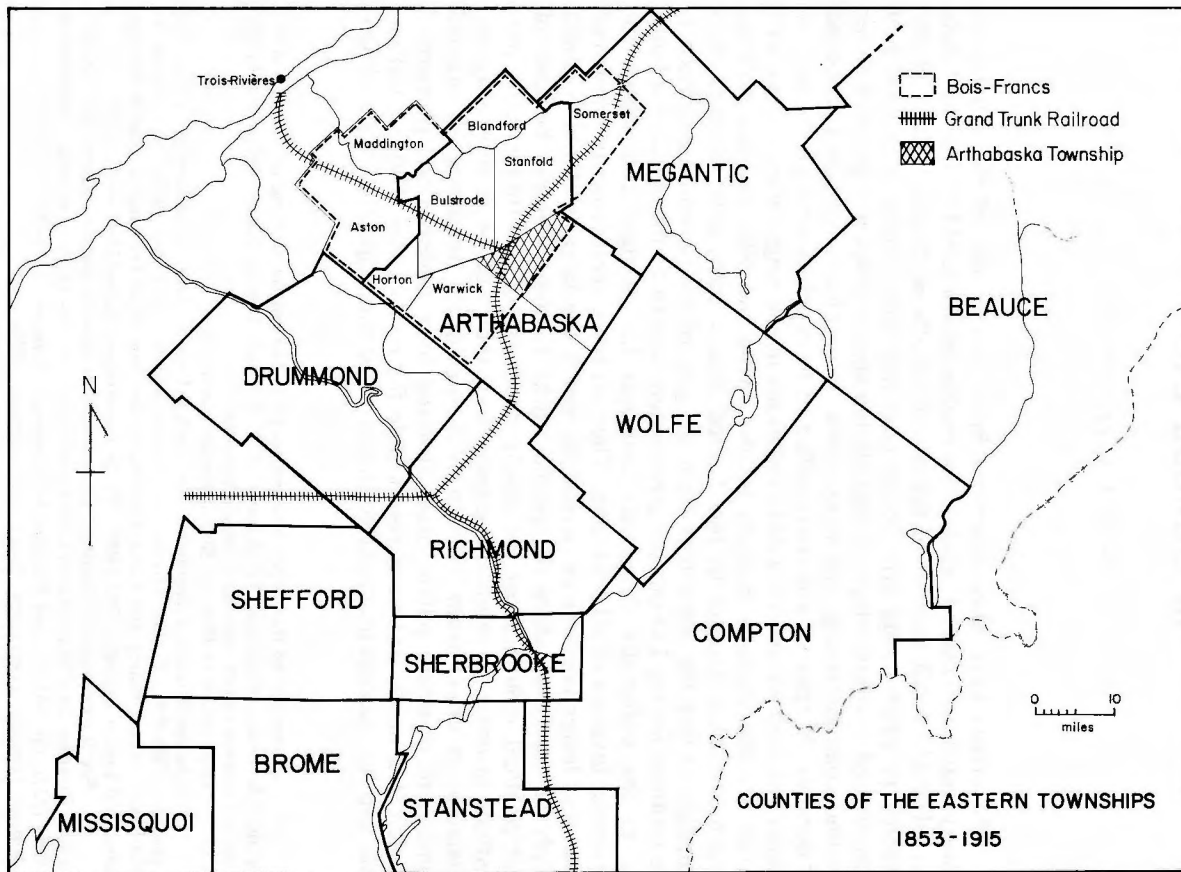 Trois-Rivières
Bois-Francs
Grand Trunk Railroad
Arthabaska Township
Blandford
Somerset
Maddington
Stanfold
MEGANTIC
Bulstrode
Aston
Horton
Warwick
ARTHABASKA
BEAUCE
DRUMMOND
N
WOLFE
RICHMOND
SHEFFORD
COMPTON
SHERBROOKE
0 10
miles
BROME
STANSTEAD
MISSISQUOI
COUNTIES OF THE EASTERN TOWNSHIPS
1853-1915